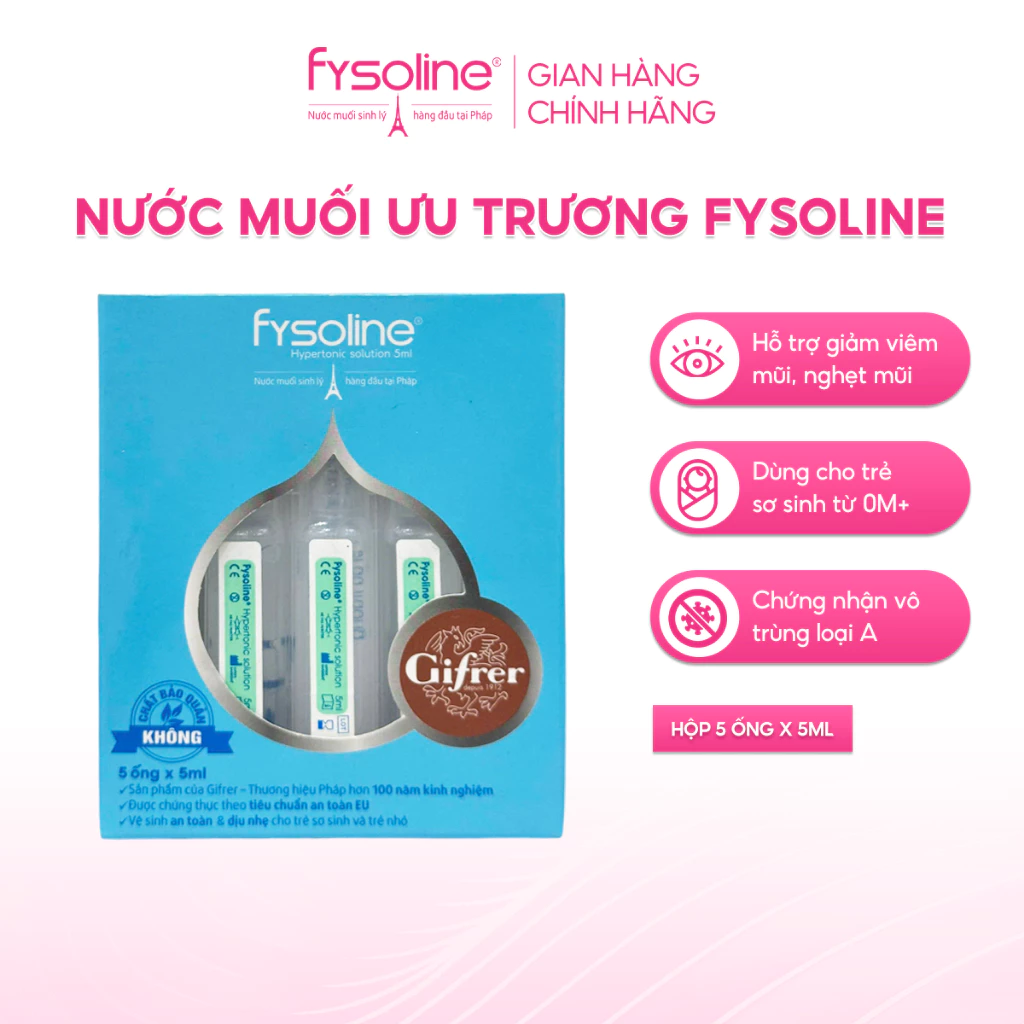 fysoline®
Nước muối sinh lý hàng đầu tại Pháp
GIAN HÀNG
CHÍNH HÃNG
NƯỚC MUỐI ƯU TRƯƠNG FYSOLINE
fysoline®
Hypertonic solution 5ml
Nước muối sinh lý hàng đầu tại Pháp
Fysoline® Hypertonic solution 5ml
Fysoline® Hypertonic solution 5ml
LOT
Fysoline®
Gifrer
depuis 1912
CHẤT BẢO QUẢN
KHÔNG
5 ống x 5ml
✓Sản phẩm của Gifrer – Thương hiệu Pháp hơn 100 năm kinh nghiệm
✓Được chứng thực theo tiêu chuẩn an toàn EU
✓Vệ sinh an toàn & dịu nhẹ cho trẻ sơ sinh và trẻ nhỏ
Hỗ trợ giảm viêm
mũi, nghẹt mũi
Dùng cho trẻ
sơ sinh từ 0M+
Chứng nhận vô
trùng loại A
HỘP 5 ỐNG X 5ML